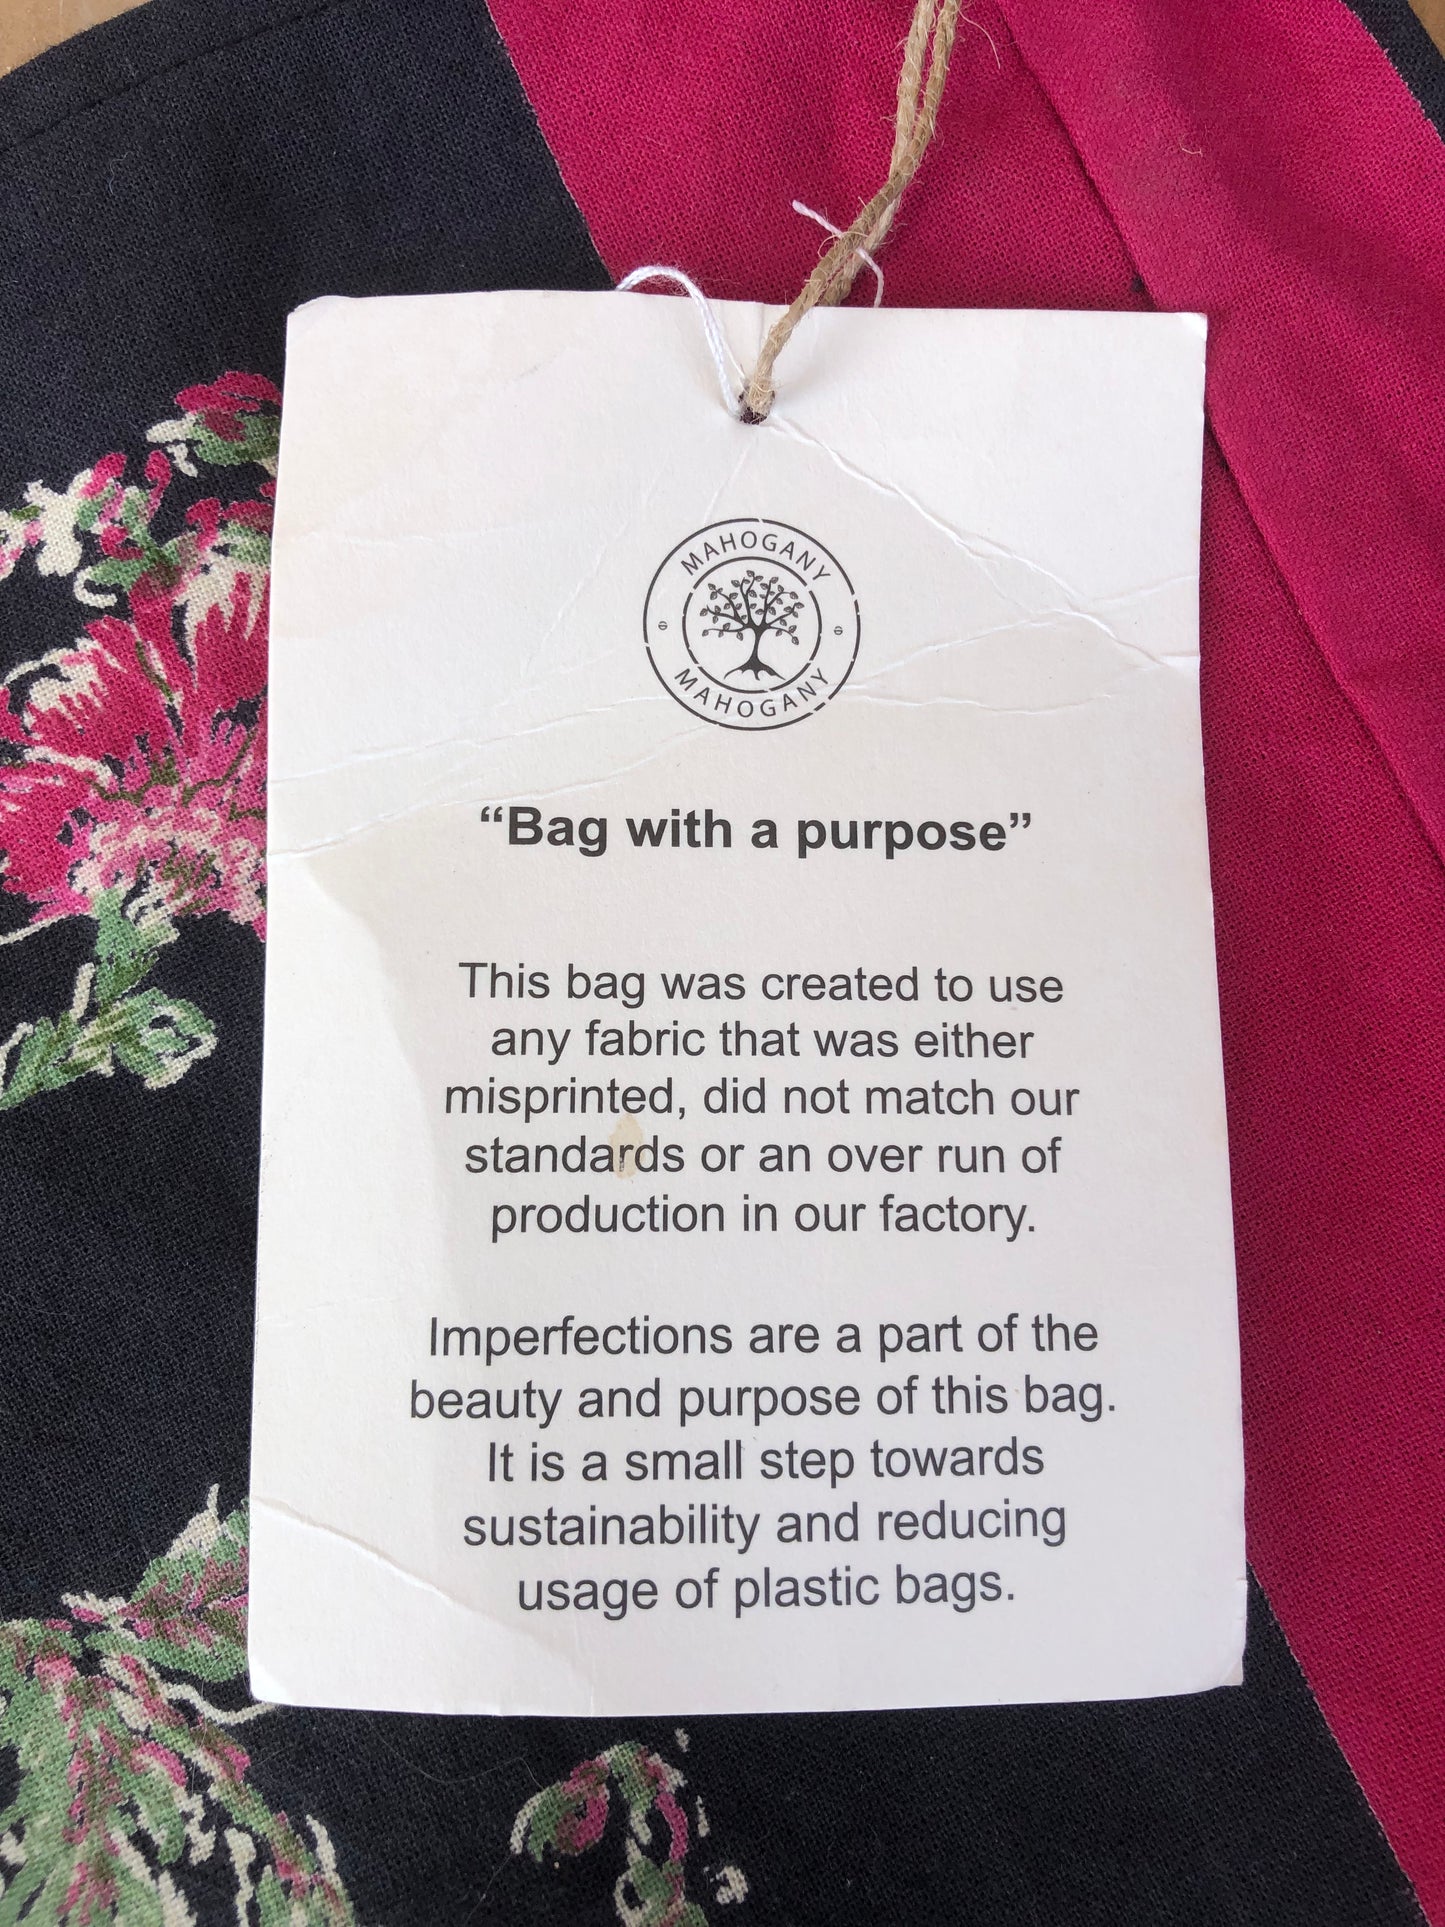 MAHOGANY
MAHOGANY
“Bag with a purpose”
This bag was created to use
any fabric that was either
misprinted, did not match our
standards or an over run of
production in our factory.
Imperfections are a part of the
beauty and purpose of this bag.
It is a small step towards
sustainability and reducing
usage of plastic bags.